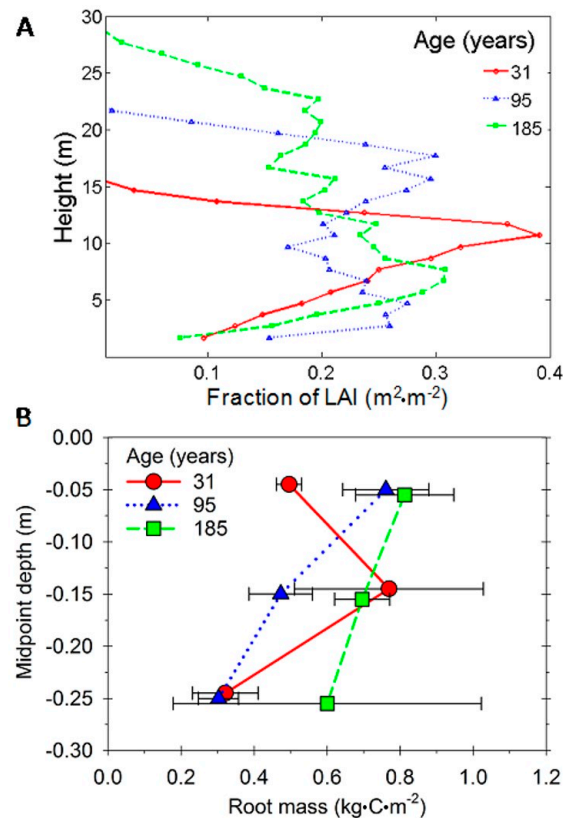 A
Age (years)
31
95
185
Height (m)
30
25
20
15
10
5
0.1 0.2 0.3 0.4
Fraction of LAI (m²·m⁻²)
B
Age (years)
31
95
185
Midpoint depth (m)
0.00
-0.05
-0.10
-0.15
-0.20
-0.25
-0.30
0.0 0.2 0.4 0.6 0.8 1.0 1.2
Root mass (kg·C·m⁻²)